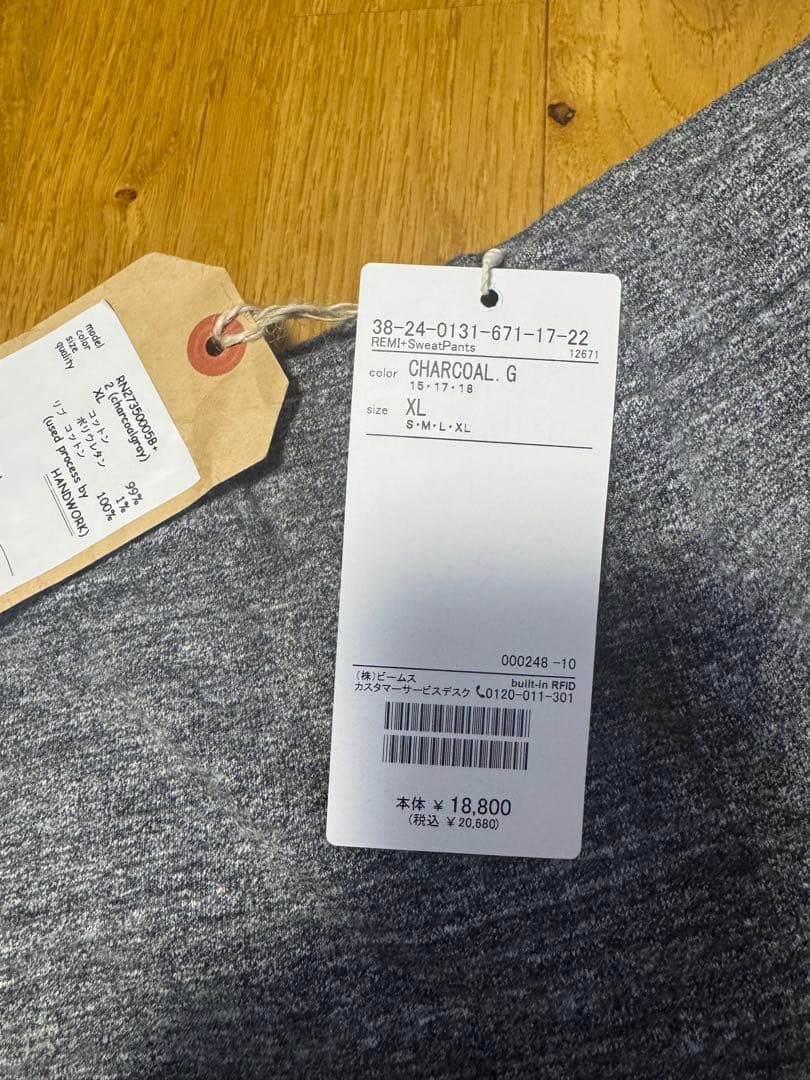 model RN27350005B+
color 2 (charcoalgray)
size XL
quality コットン 99%
ポリウレタン 1%
リブ コットン 100%
(used process by
HANDWORK)
38-24-0131-671-17-22
REMI+SweatPants 12671
color CHARCOAL. G
15・17・18
size XL
S・M・L・XL
000248 -10
built-in RFID
(株)ビームス
カスタマーサービスデスク 0120-011-301
本体 ¥ 18,800
(税込 ¥ 20,680)